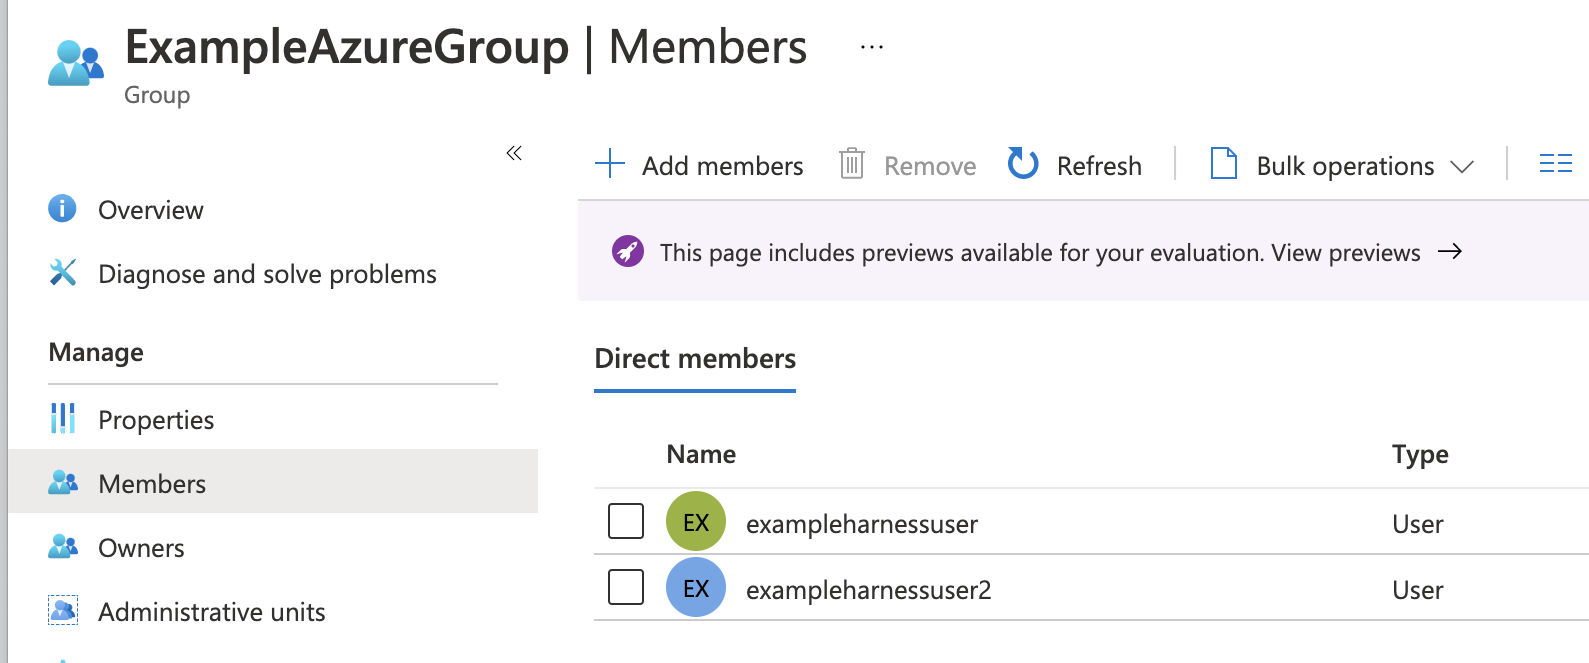 ExampleAzureGroup | Members ...
Group
«
Overview
Diagnose and solve problems
Manage
Properties
Members
Owners
Administrative units
Add members Remove Refresh Bulk operations
This page includes previews available for your evaluation. View previews →
Direct members
Name Type
EX exampleharnessuser User
EX exampleharnessuser2 User